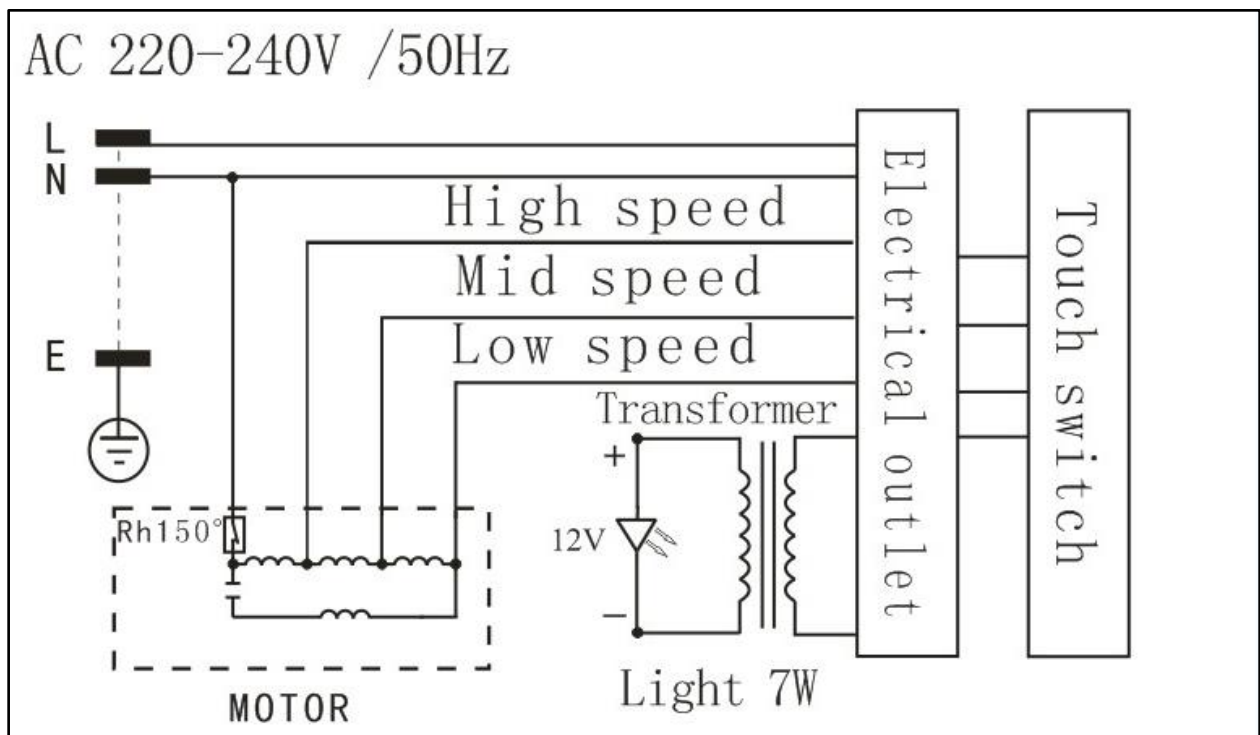 AC 220-240V /50Hz
L
N
High speed
Mid speed
Low speed
E
Transformer
+
Rh150°
12V
−
Light 7W
MOTOR
Electrical outlet
Touch switch